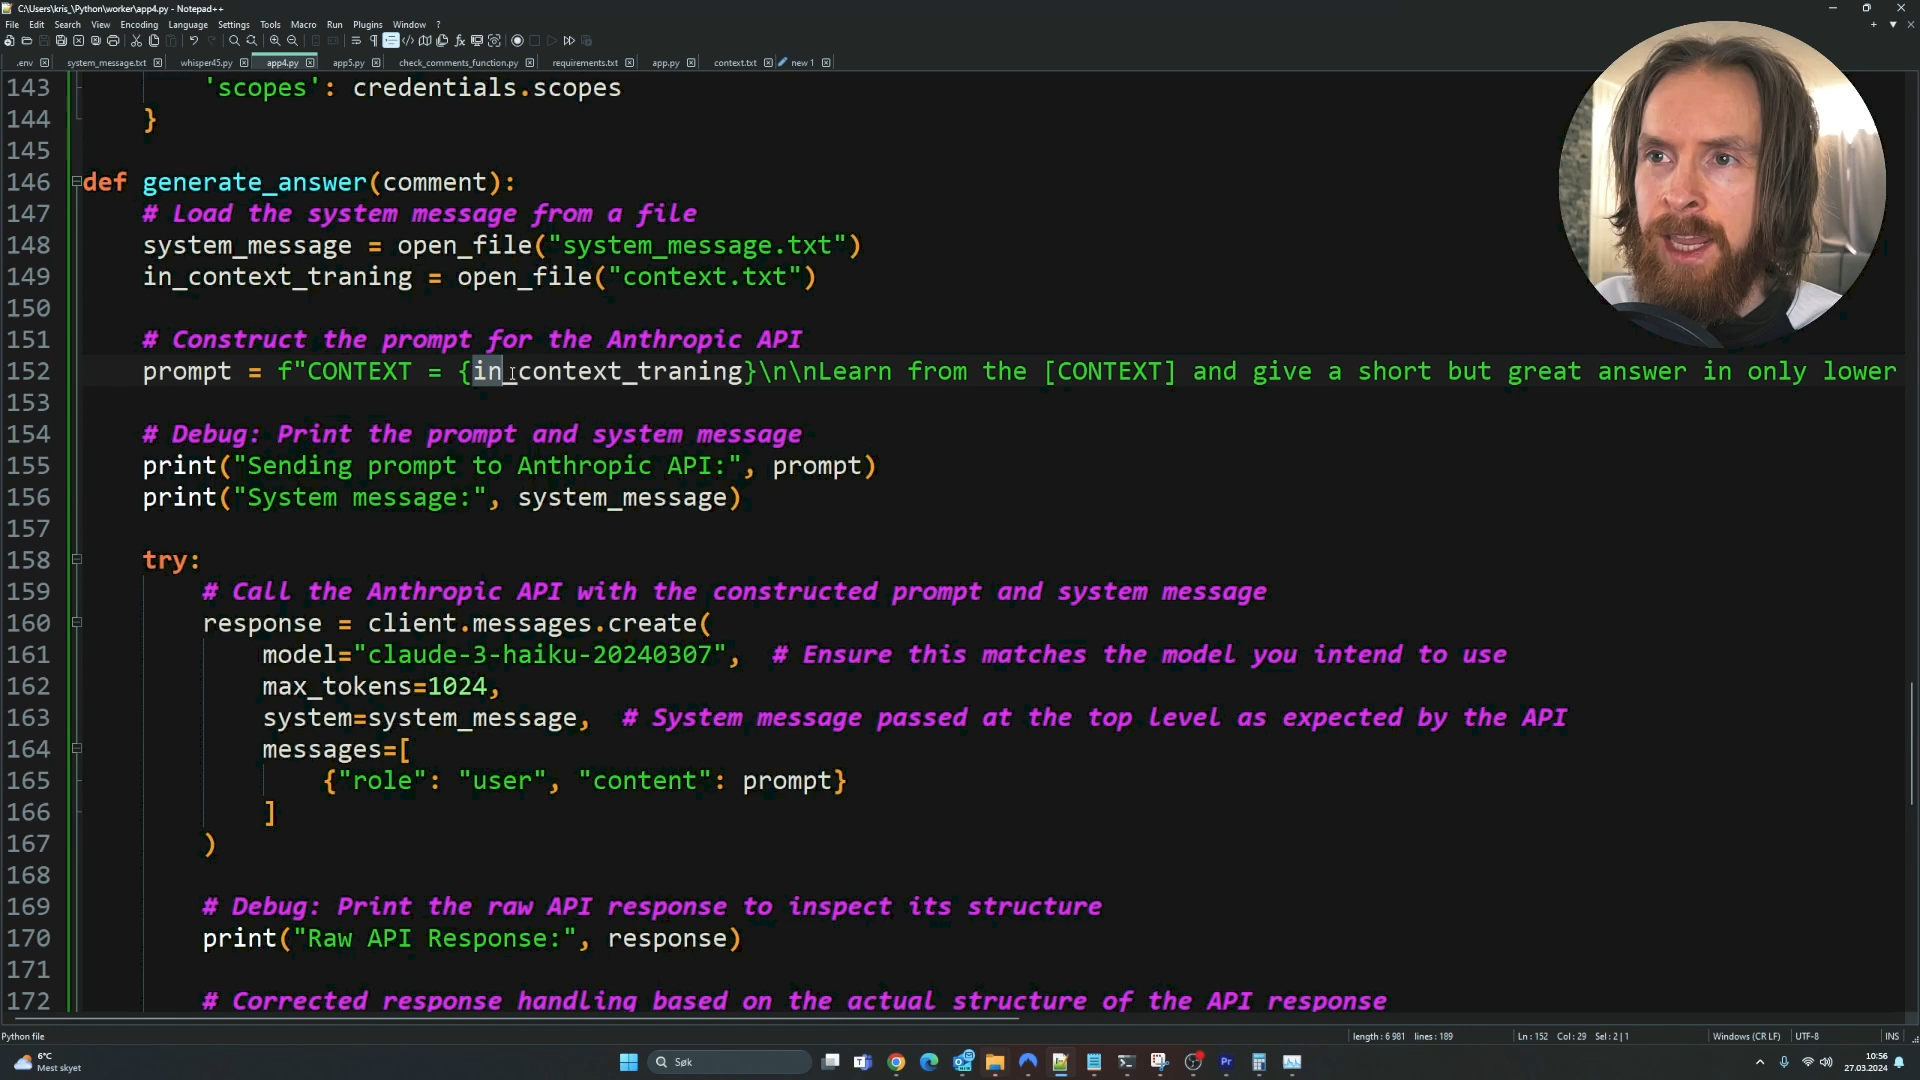 C:\Users\kris_\Python\worker\app4.py - Notepad++
File Edit Search View Encoding Language Settings Tools Macro Run Plugins Window ?
.env system_message.txt whisper45.py app4.py app5.py check_comments_function.py requirements.txt app.py context.txt new 1
143 'scopes': credentials.scopes
144 }
145
146 def generate_answer(comment):
147 # Load the system message from a file
148 system_message = open_file("system_message.txt")
149 in_context_traning = open_file("context.txt")
150
151 # Construct the prompt for the Anthropic API
152 prompt = f"CONTEXT = {in_context_traning}\n\nLearn from the [CONTEXT] and give a short but great answer in only lower
153
154 # Debug: Print the prompt and system message
155 print("Sending prompt to Anthropic API:", prompt)
156 print("System message:", system_message)
157
158 try:
159 # Call the Anthropic API with the constructed prompt and system message
160 response = client.messages.create(
161 model="claude-3-haiku-20240307", # Ensure this matches the model you intend to use
162 max_tokens=1024,
163 system=system_message, # System message passed at the top level as expected by the API
164 messages=[
165 {"role": "user", "content": prompt}
166 ]
167 )
168
169 # Debug: Print the raw API response to inspect its structure
170 print("Raw API Response:", response)
171
172 # Corrected response handling based on the actual structure of the API response
Python file length : 6 981 lines : 189 Ln : 152 Col : 29 Sel : 2 | 1 Windows (CR LF) UTF-8 INS
6°C
Mest skyet
Søk
Pr
10:56
27.03.2024